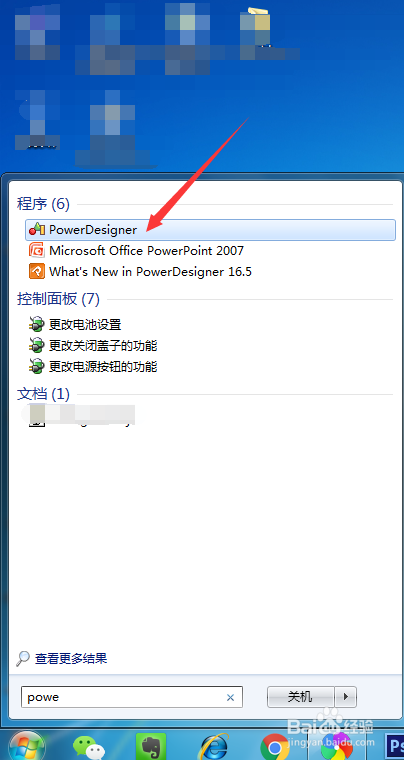 程序 (6)
PowerDesigner
Microsoft Office PowerPoint 2007
What's New in PowerDesigner 16.5
控制面板 (7)
更改电池设置
更改关闭盖子的功能
更改电源按钮的功能
文档 (1)
查看更多结果
powe
关机
Baidu 经验
jingyan.baidu.com
Ps